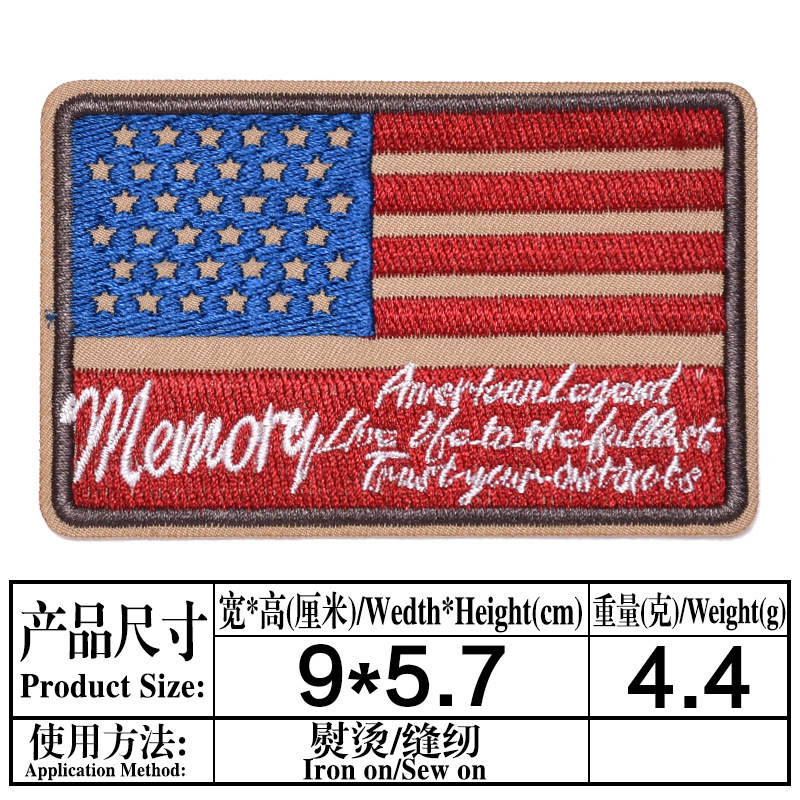 Memory
American Legend
Live life to the fullest
Trust your instincts
产品尺寸
Product Size:
宽*高(厘米)/Wedth*Height(cm)
9*5.7
重量(克)/Weight(g)
4.4
使用方法:
Application Method:
熨烫/缝纫
Iron on/Sew on